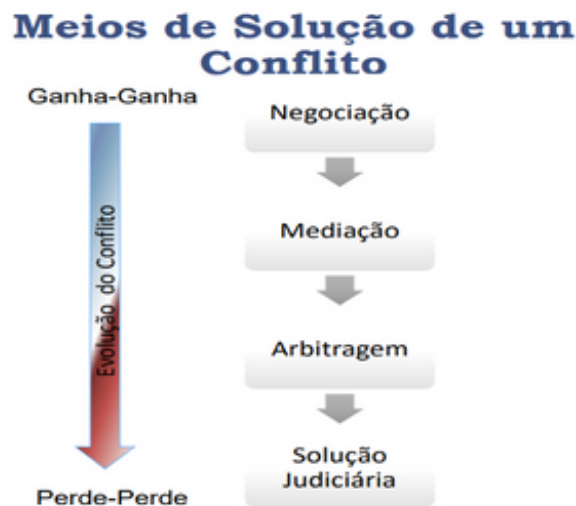 Meios de Solução de um
Conflito
Ganha-Ganha
Evolução do Conflito
Perde-Perde
Negociação
Mediação
Arbitragem
Solução
Judiciária